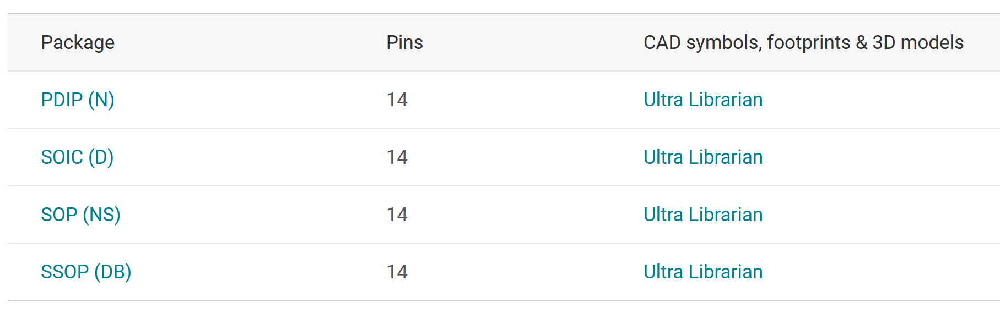 Package Pins CAD symbols, footprints & 3D models
PDIP (N) 14 Ultra Librarian
SOIC (D) 14 Ultra Librarian
SOP (NS) 14 Ultra Librarian
SSOP (DB) 14 Ultra Librarian